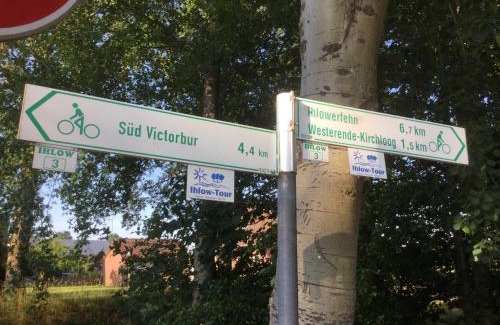 Süd Victorbur 4,4 km
IHLOW
3
Ihlow-Tour
Ihlowerfehn 6,7 km
Westerende-Kirchloog 1,5 km
IHLOW
3
Ihlow-Tour